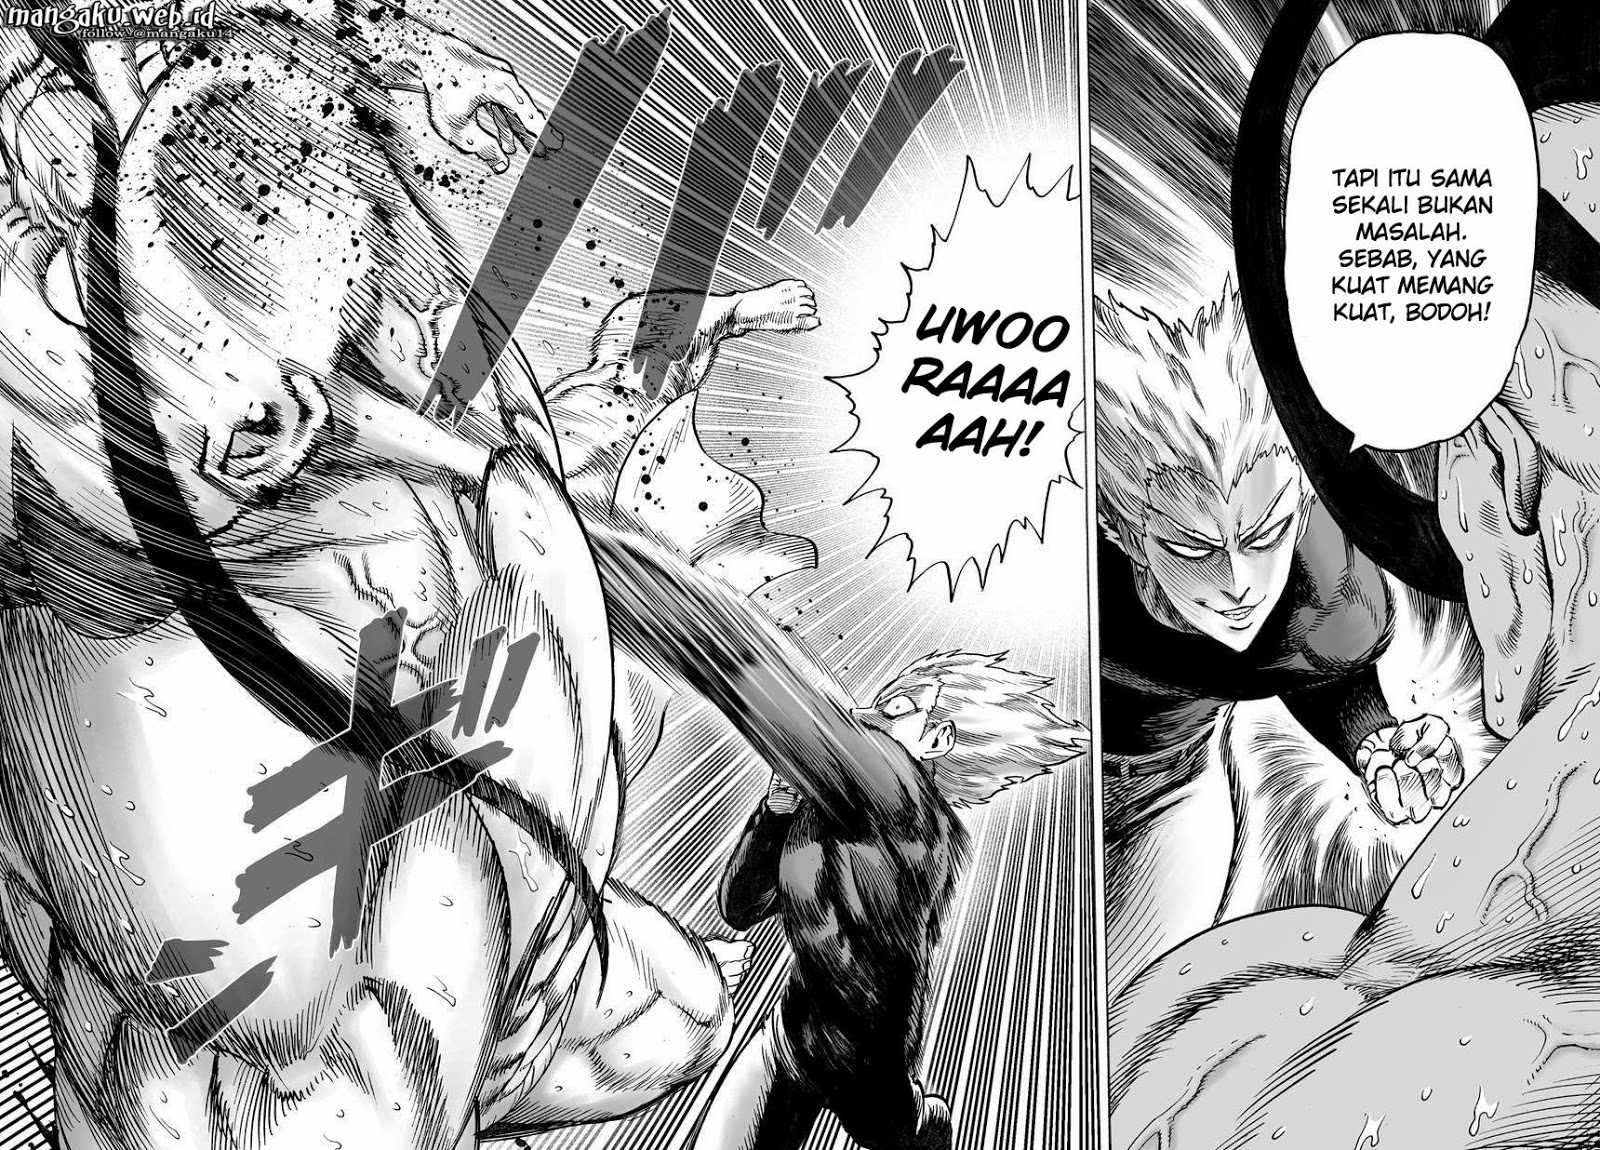 mangaku.web.id
follow @mangaku14
TAPI ITU SAMA
SEKALI BUKAN
MASALAH.
SEBAB, YANG
KUAT MEMANG
KUAT, BODOH!
UWOO
RAAAA
AAH!